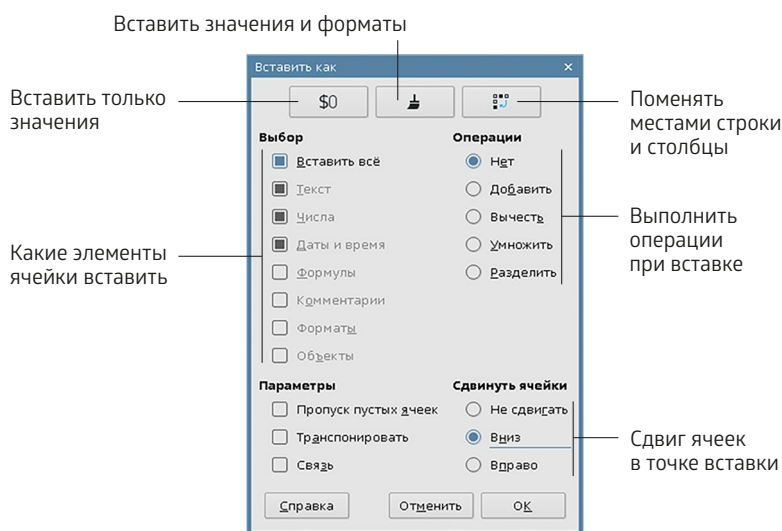 Вставить значения и форматы
Вставить как ×
Вставить только
значения
$0
Поменять
местами строки
и столбцы
Выбор
Вставить всё
Текст
Числа
Даты и время
Формулы
Комментарии
Форматы
Объекты
Операции
Нет
Добавить
Вычесть
Умножить
Разделить
Какие элементы
ячейки вставить
Выполнить
операции
при вставке
Параметры
Пропуск пустых ячеек
Транспонировать
Связь
Сдвинуть ячейки
Не сдвигать
Вниз
Вправо
Сдвиг ячеек
в точке вставки
Справка
Отменить
OK